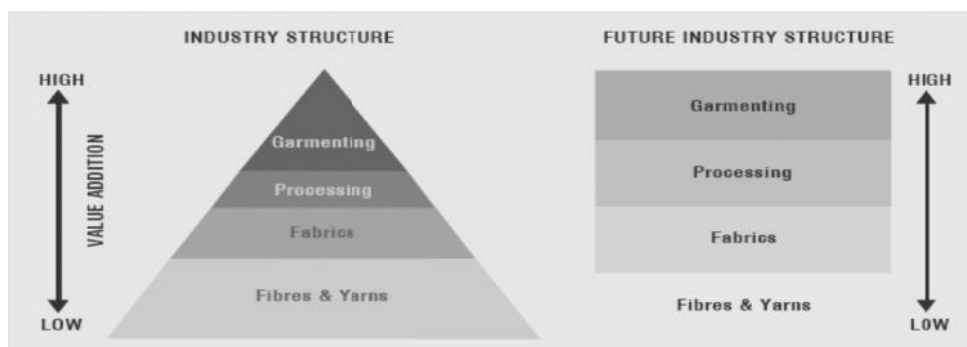 INDUSTRY STRUCTURE
HIGH
VALUE ADDITION
LOW
Garmenting
Processing
Fabrics
Fibres & Yarns
FUTURE INDUSTRY STRUCTURE
Garmenting
Processing
Fabrics
Fibres & Yarns
HIGH
LOW